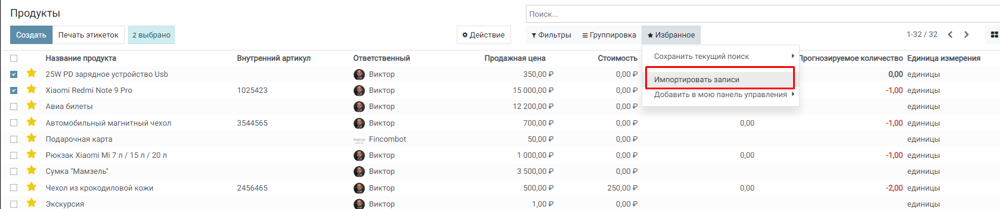 Продукты
Поиск...
Создать Печать этикеток 2 выбрано Действие Фильтры Группировка Избранное 1-32 / 32
Название продукта Внутренний артикул Ответственный Продажная цена Стоимость Прогнозируемое количество Единица измерения
Сохранить текущий поиск
Импортировать записи
Добавить в мою панель управления
25W PD зарядное устройство Usb Виктор 350,00 ₽ 0,00 ₽ 0,00 единицы
Xiaomi Redmi Note 9 Pro 1025423 Виктор 15 000,00 ₽ 0,00 ₽ -1,00 единицы
Авиа билеты Виктор 12 200,00 ₽ 0,00 ₽ единицы
Автомобильный магнитный чехол 3544565 Виктор 700,00 ₽ 0,00 ₽ 0,00 -1,00 единицы
Подарочная карта Fincombot 50,00 ₽ 0,00 ₽ единицы
Рюкзак Xiaomi Mi 7 л / 15 л / 20 л Виктор 1 000,00 ₽ 0,00 ₽ 0,00 -1,00 единицы
Сумка "Мамзель" Виктор 3 500,00 ₽ 0,00 ₽ единицы
Чехол из крокодиловой кожи 2456465 Виктор 500,00 ₽ 250,00 ₽ 0,00 -2,00 единицы
Экскурсия Виктор 1,00 ₽ 0,00 ₽ единицы